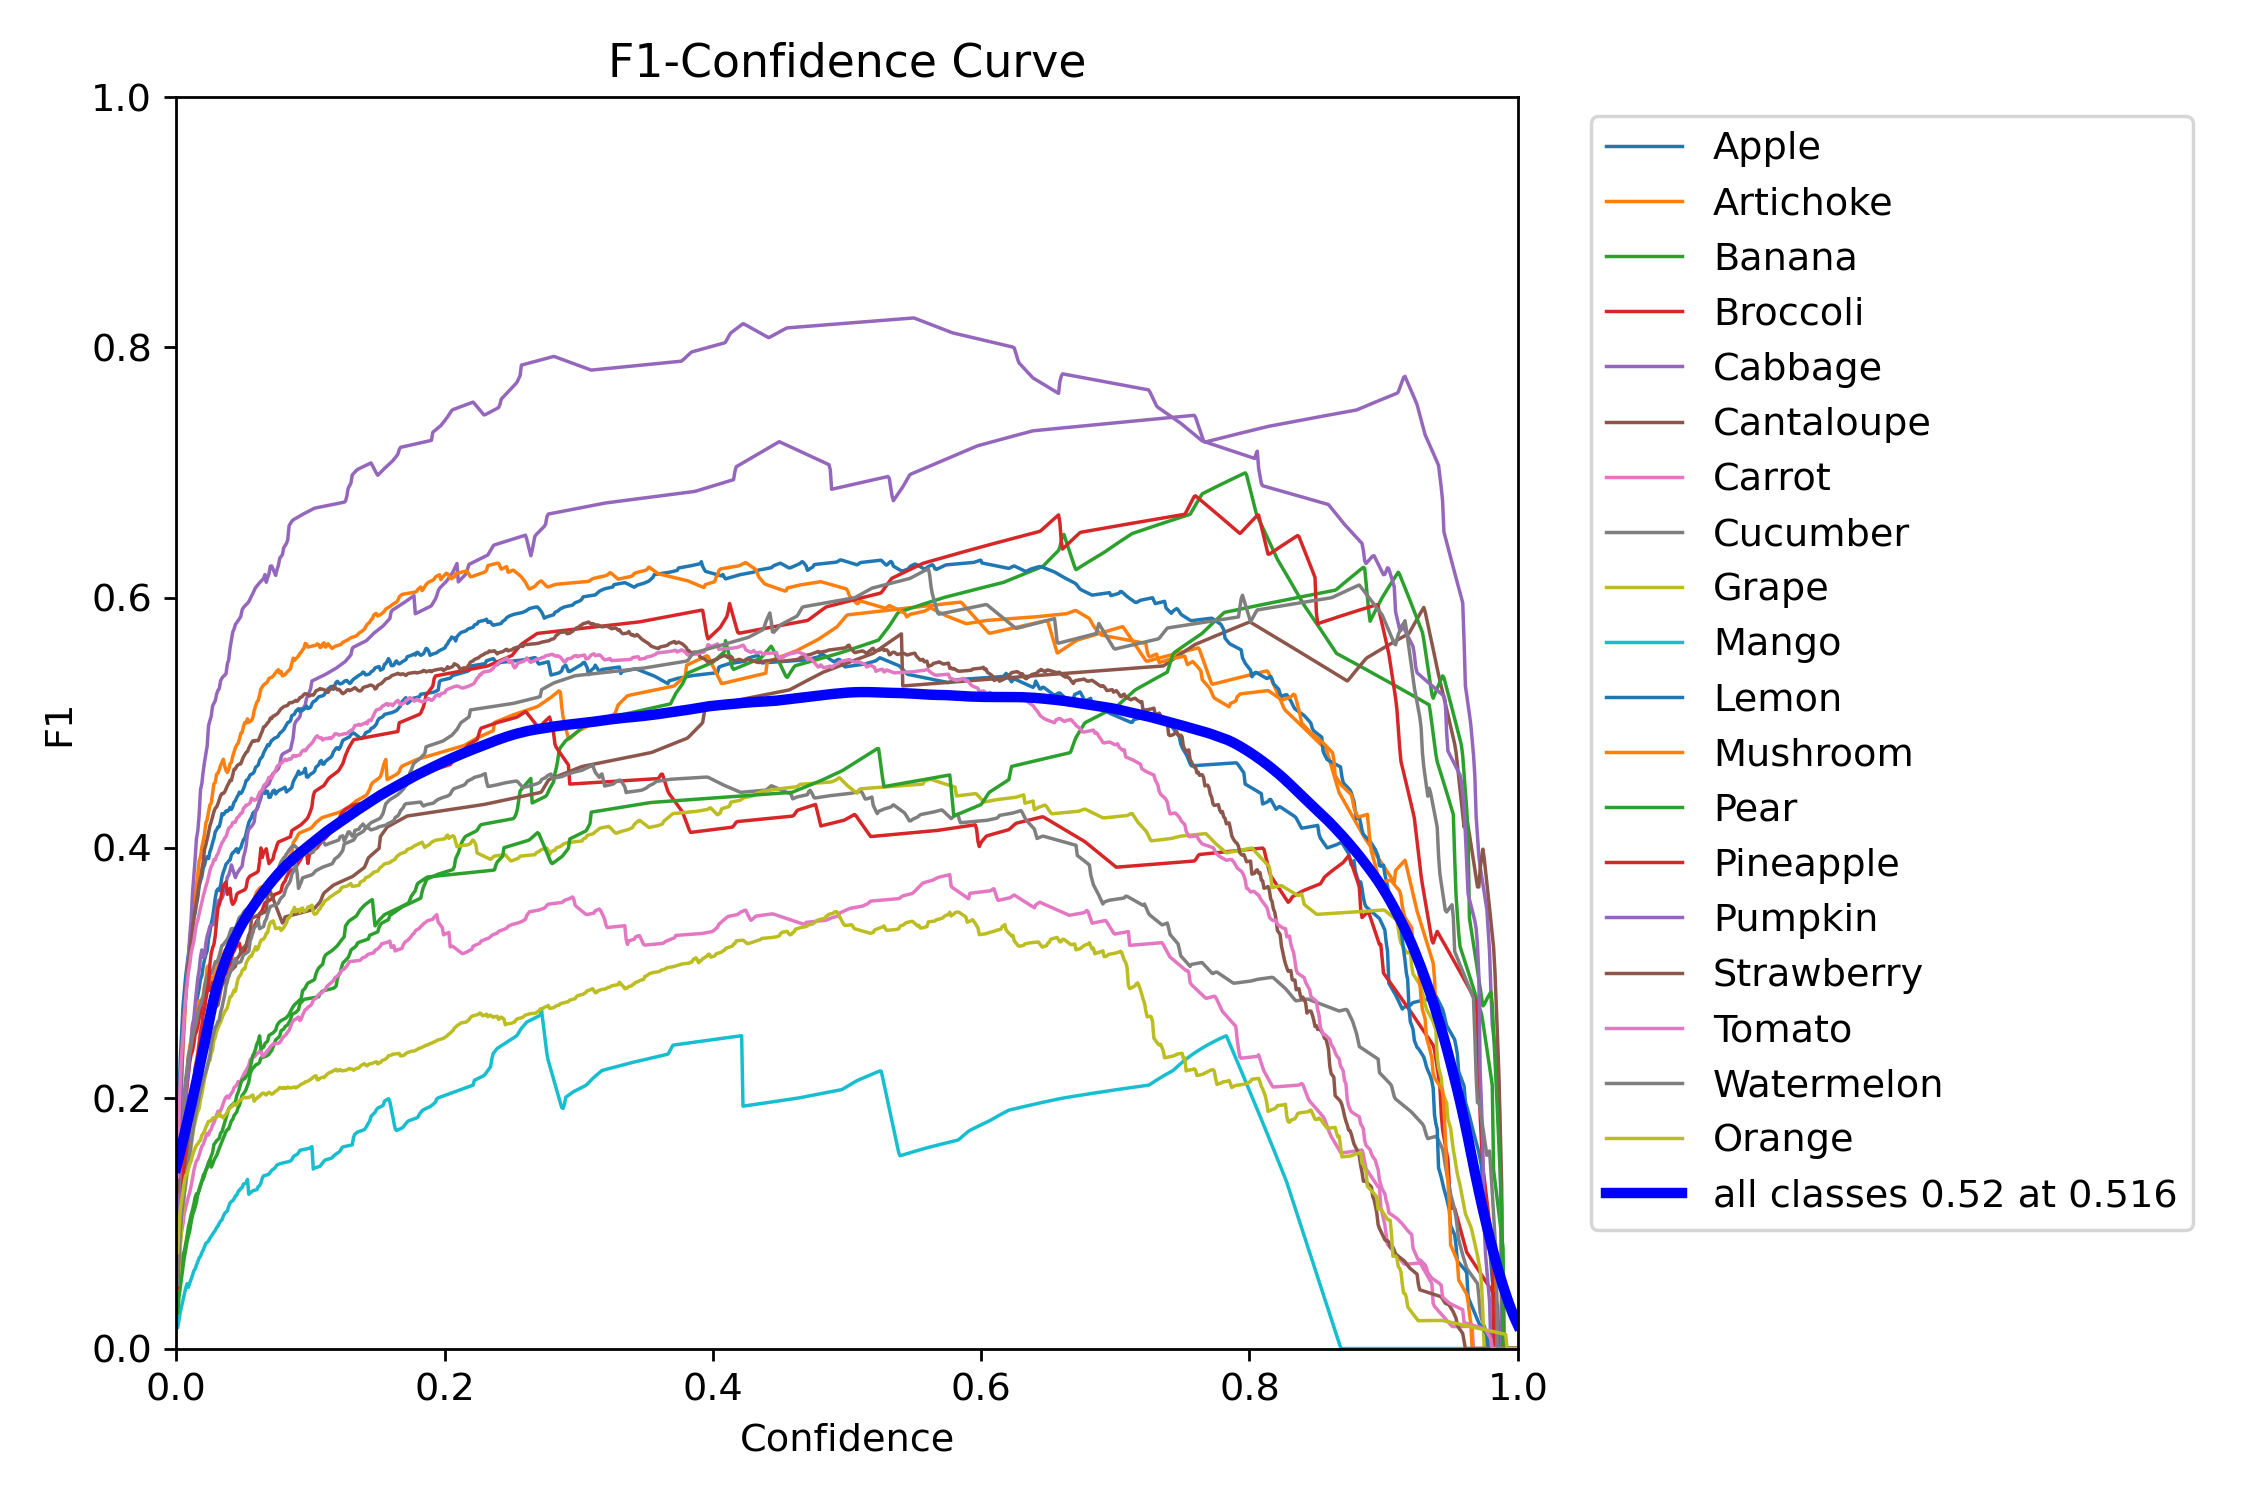 F1-Confidence Curve
1.0
0.8
0.6
0.4
0.2
0.0
F1
0.0 0.2 0.4 0.6 0.8 1.0
Confidence
Apple
Artichoke
Banana
Broccoli
Cabbage
Cantaloupe
Carrot
Cucumber
Grape
Mango
Lemon
Mushroom
Pear
Pineapple
Pumpkin
Strawberry
Tomato
Watermelon
Orange
all classes 0.52 at 0.516